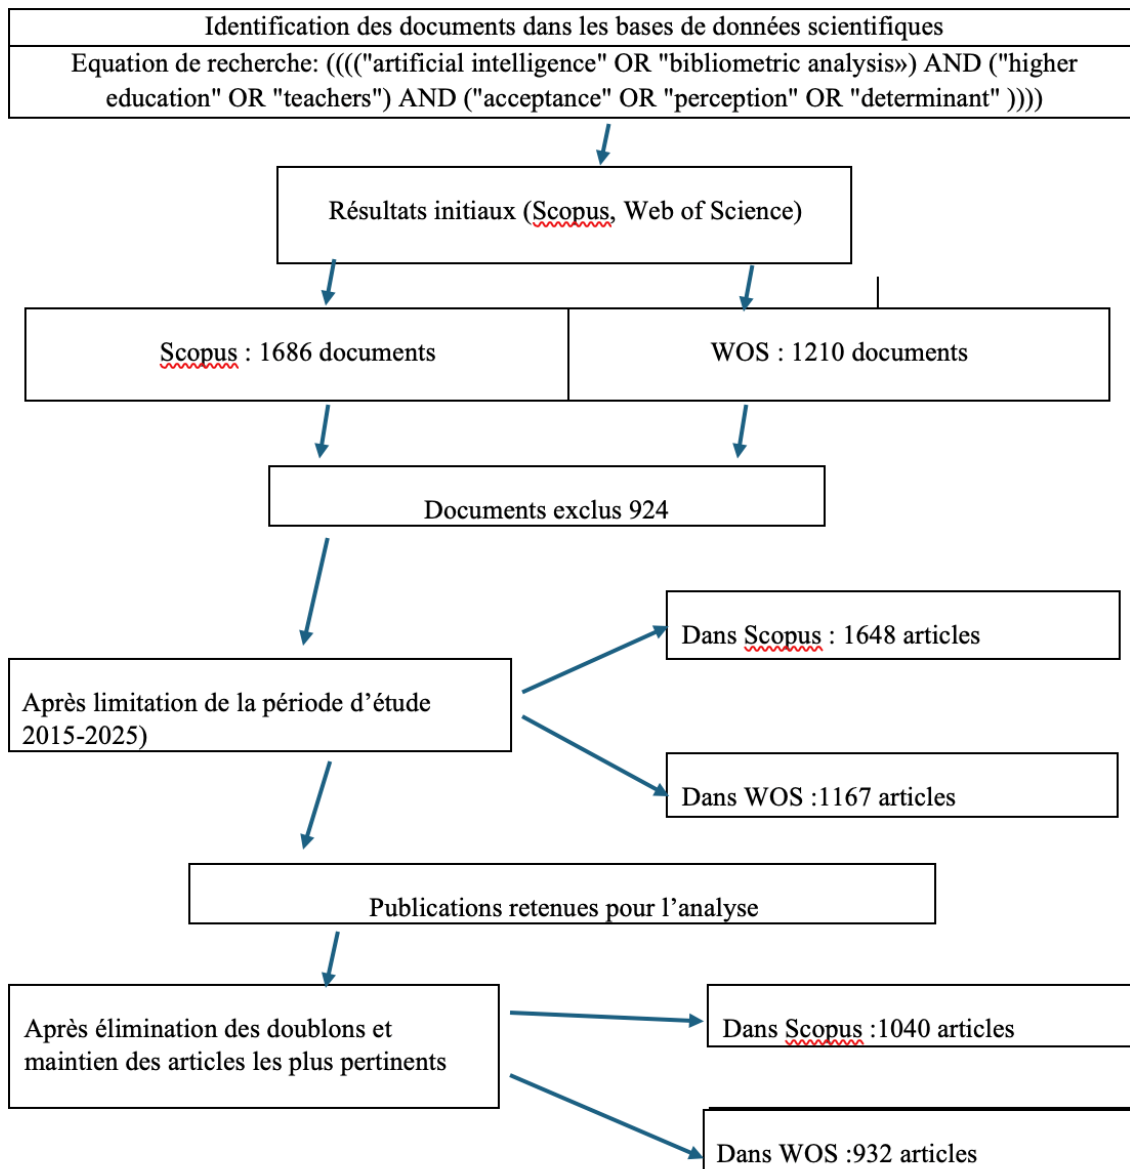 Identification des documents dans les bases de données scientifiques
Equation de recherche: (((("artificial intelligence" OR "bibliometric analysis») AND ("higher
education" OR "teachers") AND ("acceptance" OR "perception" OR "determinant" ))))
Résultats initiaux (Scopus, Web of Science)
Scopus : 1686 documents
WOS : 1210 documents
Documents exclus 924
Dans Scopus : 1648 articles
Après limitation de la période d’étude
2015-2025)
Dans WOS :1167 articles
Publications retenues pour l’analyse
Après élimination des doublons et
maintien des articles les plus pertinents
Dans Scopus :1040 articles
Dans WOS :932 articles